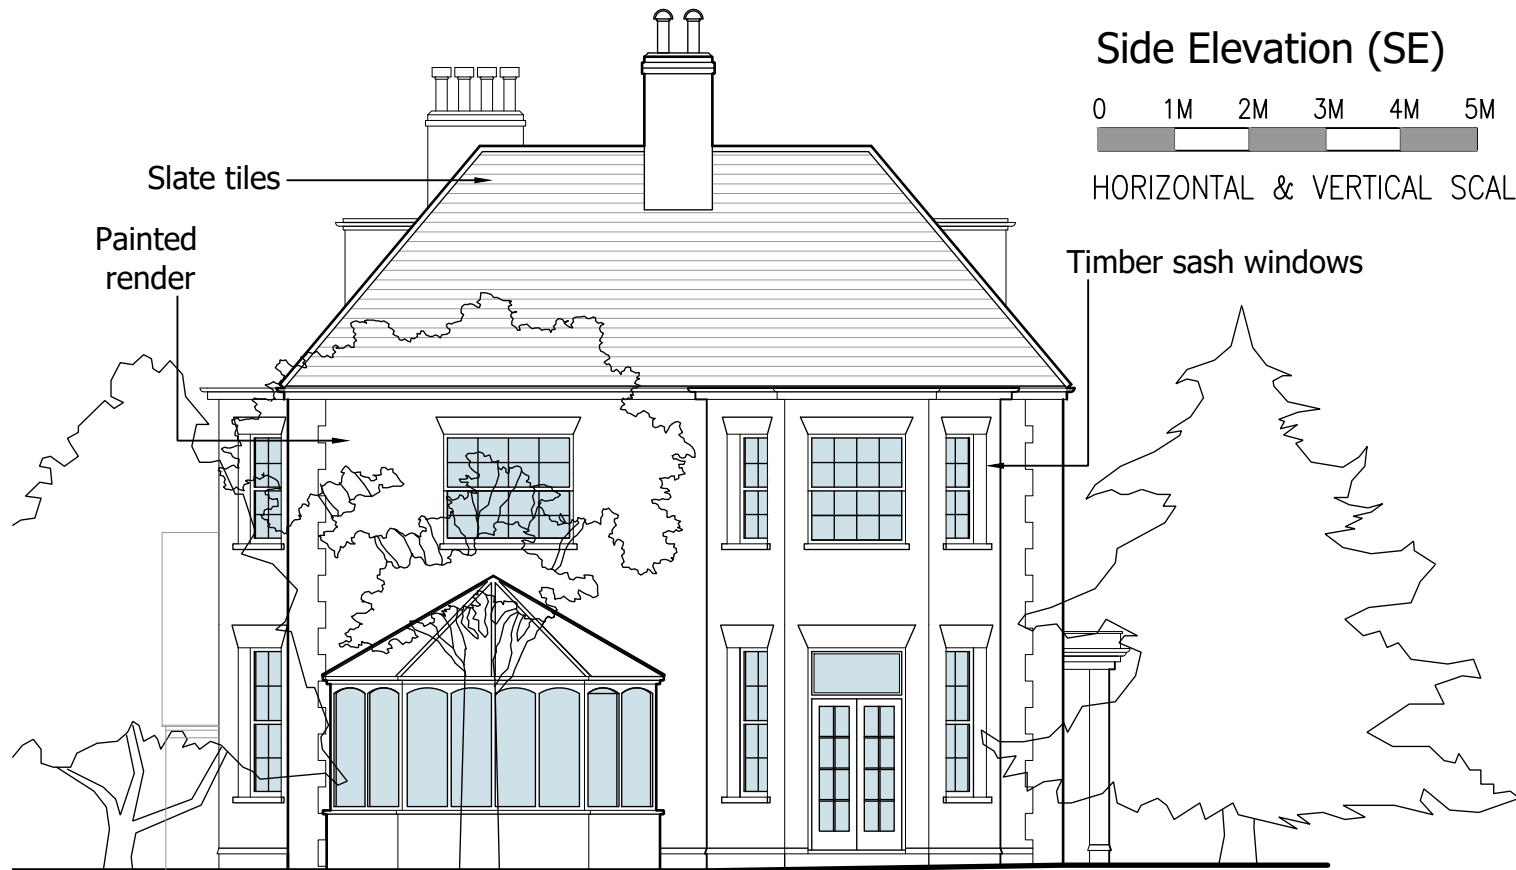 Side Elevation (SE)
0 1M 2M 3M 4M 5M
HORIZONTAL & VERTICAL SCAL
Slate tiles
Painted
render
Timber sash windows